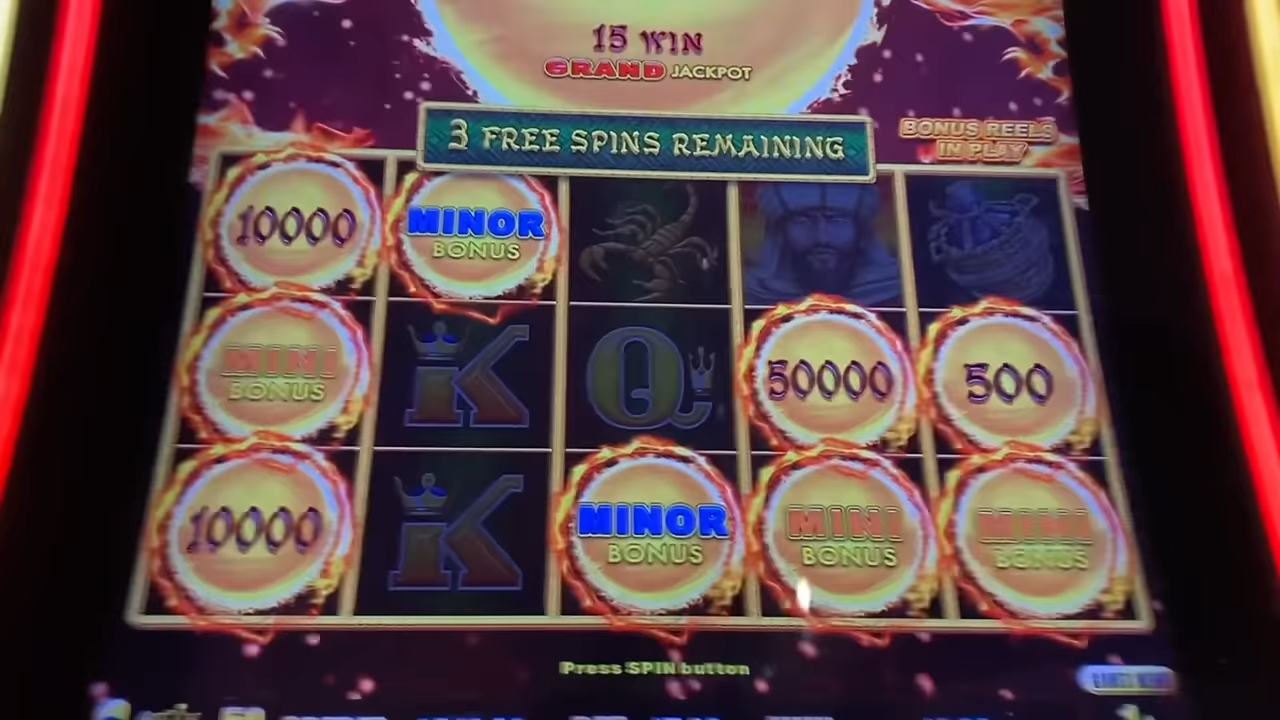 15 WIN
GRAND JACKPOT
3 FREE SPINS REMAINING
BONUS REELS
IN PLAY
10000
MINOR
BONUS
MINI
BONUS
K
Q
50000
500
10000
K
MINOR
BONUS
MINI
BONUS
MINI
BONUS
Press SPIN button